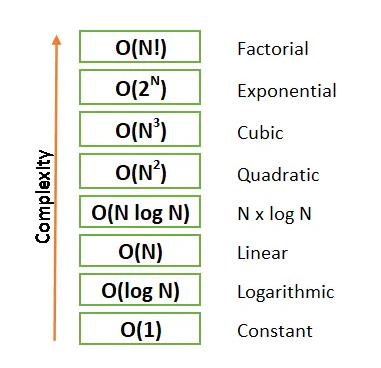 O(N!) Factorial
O(2^N) Exponential
O(N^3) Cubic
O(N^2) Quadratic
O(N log N) N x log N
O(N) Linear
O(log N) Logarithmic
O(1) Constant
Complexity